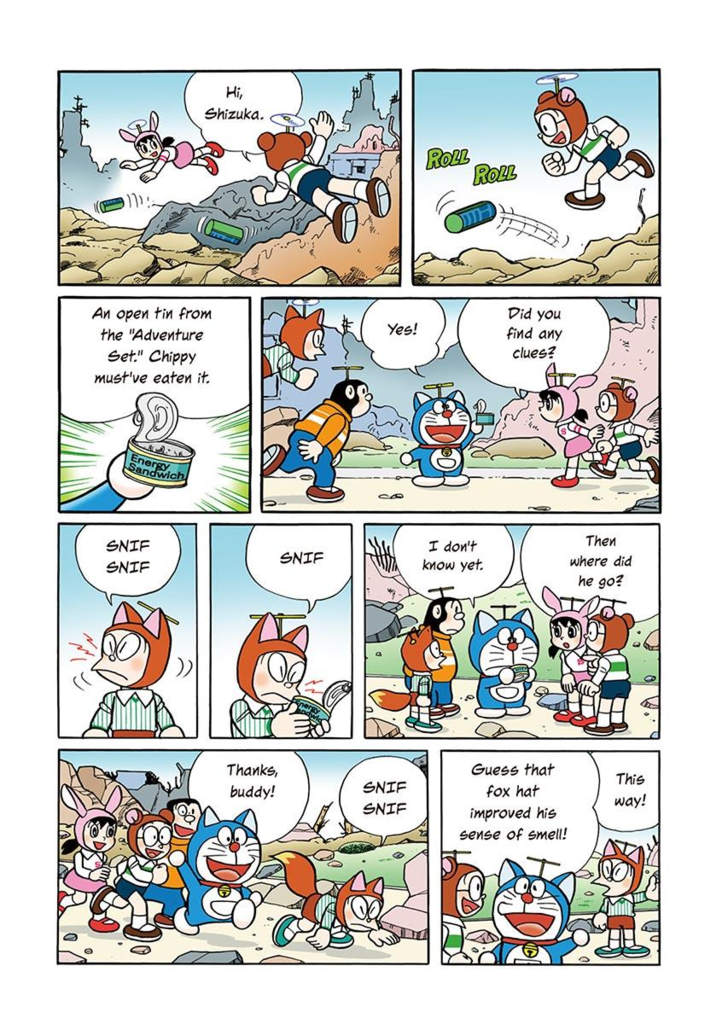 Hi,
Shizuka.
ROLL
ROLL
An open tin from
the "Adventure
Set." Chippy
must've eaten it.
Energy
Sandwich
Yes!
Did you
find any
clues?
SNIF
SNIF
SNIF
Energy
Sandwich
I don't
know yet.
Then
where did
he go?
Thanks,
buddy!
SNIF
SNIF
Guess that
fox hat
improved his
sense of smell!
This
way!